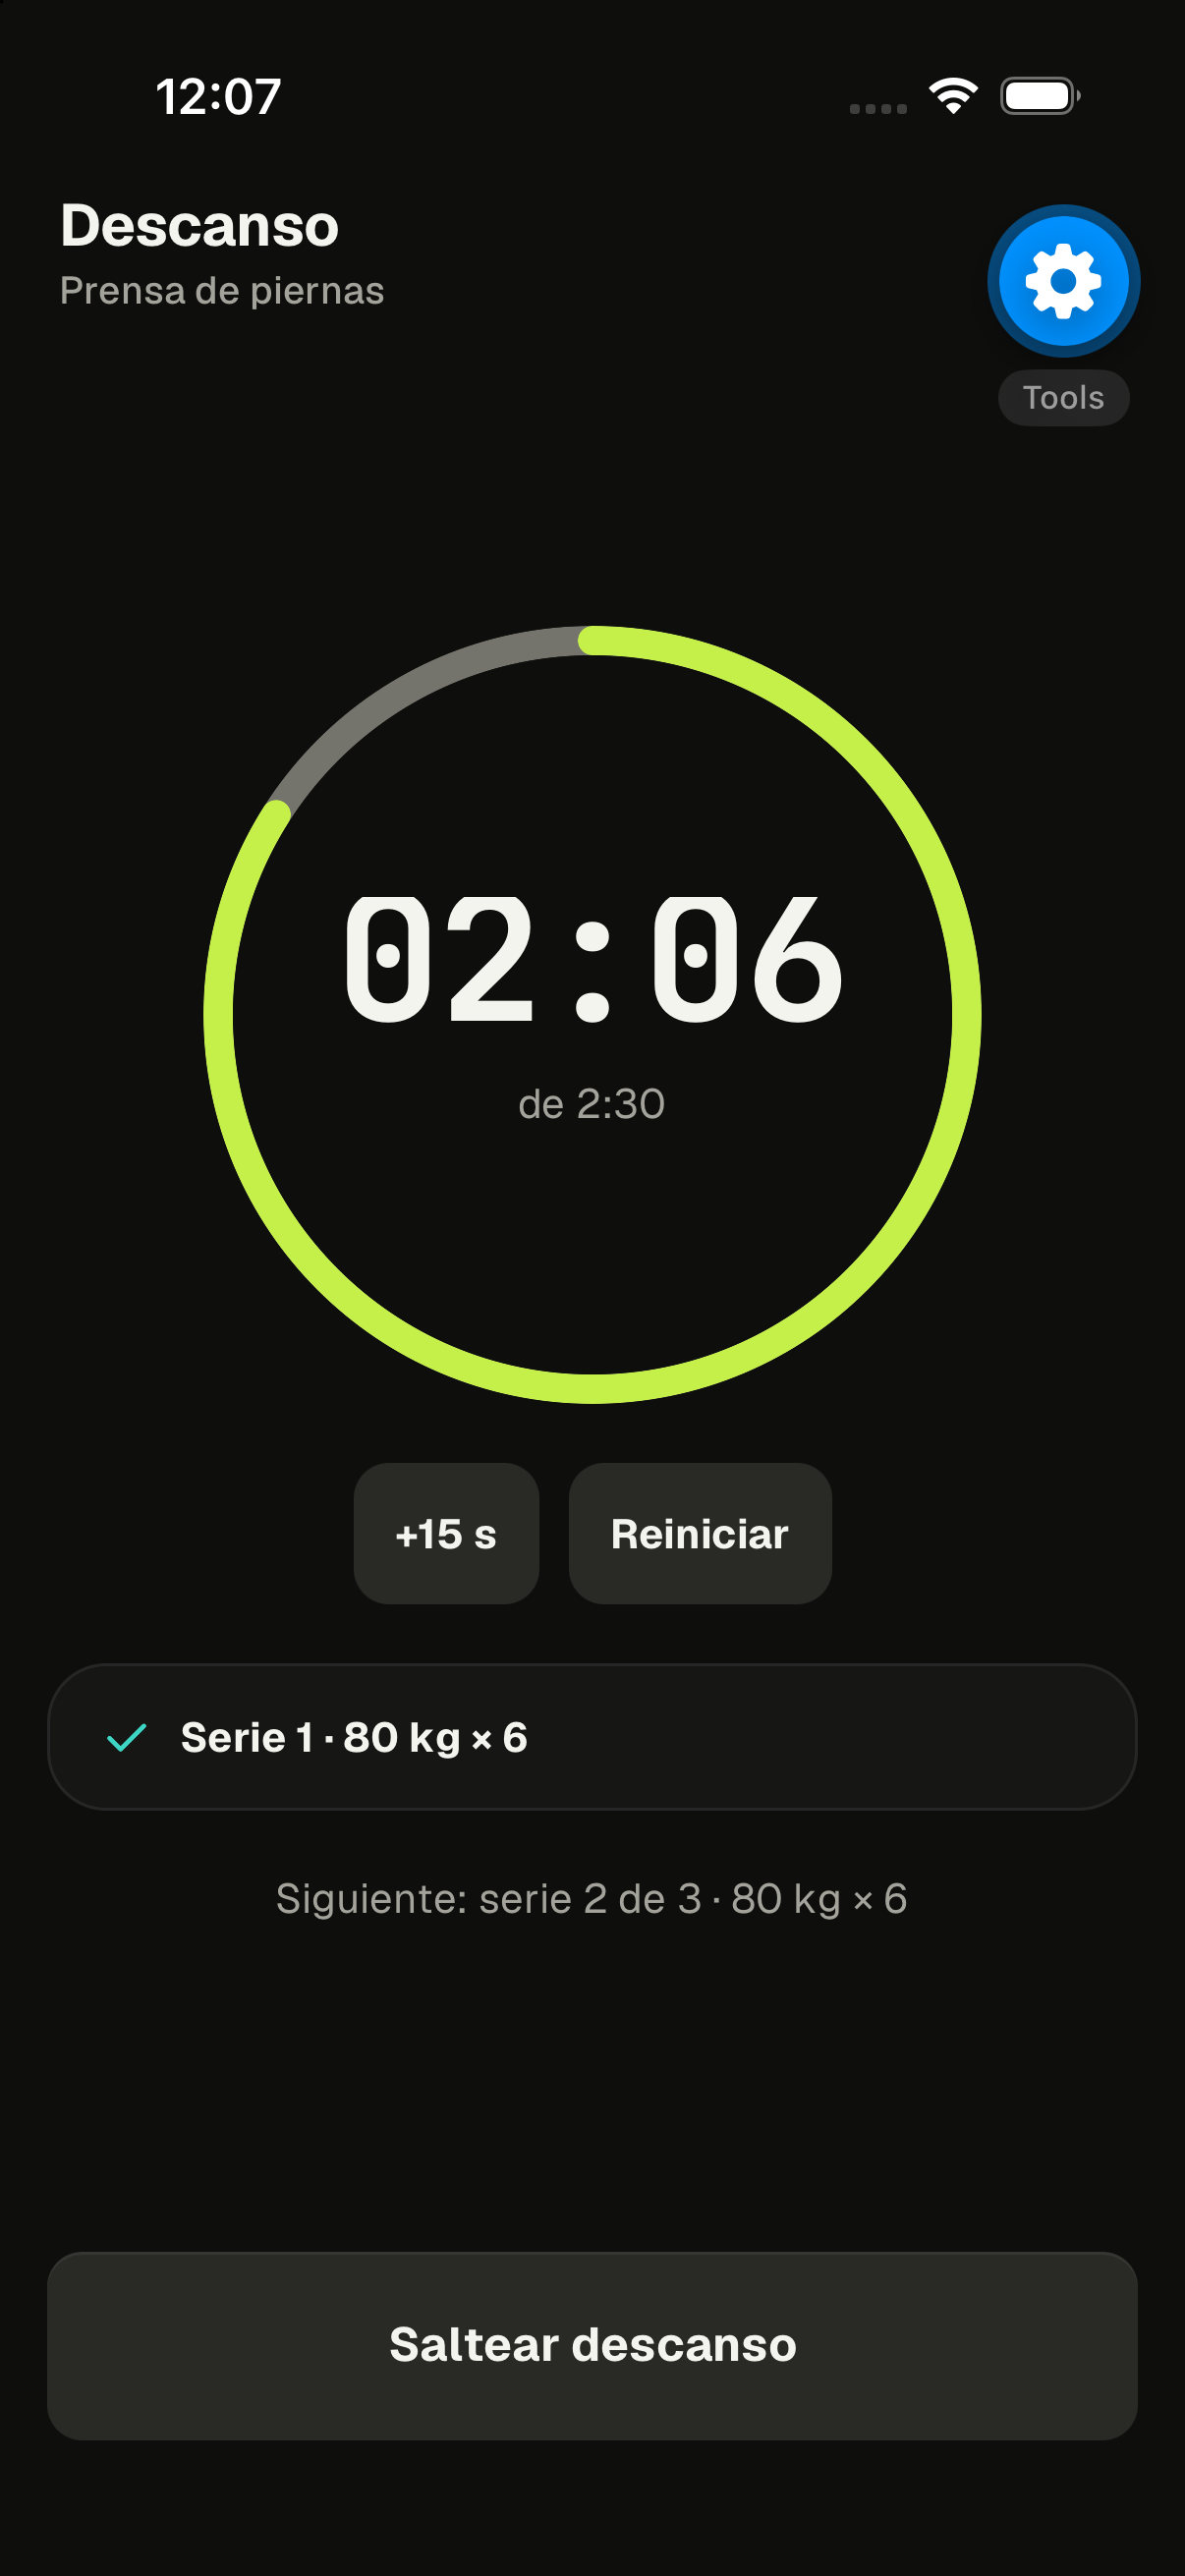 12:07
Descanso
Prensa de piernas
Tools
02:06
de 2:30
+15 s
Reiniciar
Serie 1 · 80 kg × 6
Siguiente: serie 2 de 3 · 80 kg × 6
Saltear descanso